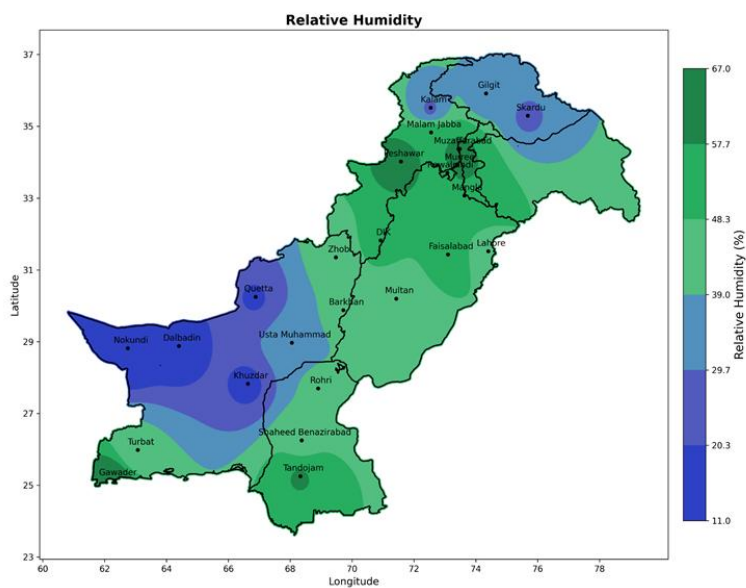 Relative Humidity
37
35
33
31
29
27
25
23
Latitude
60
62
64
66
68
70
72
74
76
78
Longitude
Gilgit
Kalam
Skardu
Malam Jabba
Muzaffarabad
Peshawar
Murree
Mangla
DIK
Faisalabad
Lahore
Zhob
Multan
Quetta
Barkhan
Usta Muhammad
Nokundi
Dalbadin
Khuzdar
Rohri
Turbat
Shaheed Benazirabad
Gawader
Tandojam
67.0
57.7
48.3
39.0
29.7
20.3
11.0
Relative Humidity (%)